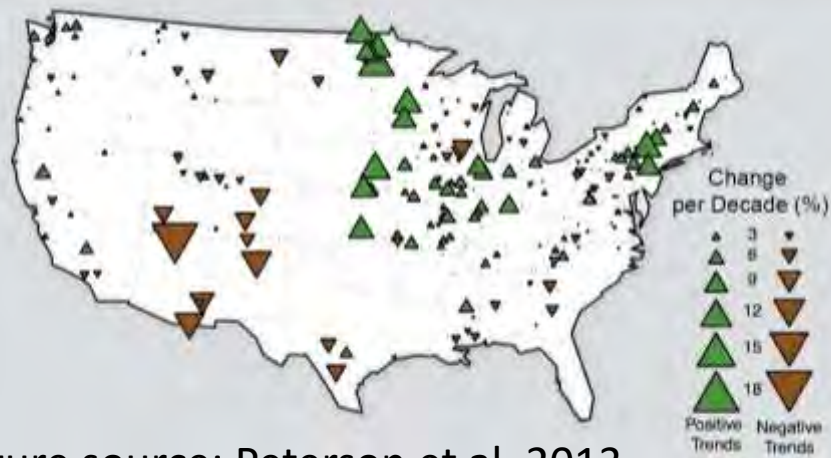 Change
per Decade (%)
3
6
9
12
15
18
Positive Negative
Trends Trends
ure source: Peterson et al. 2013